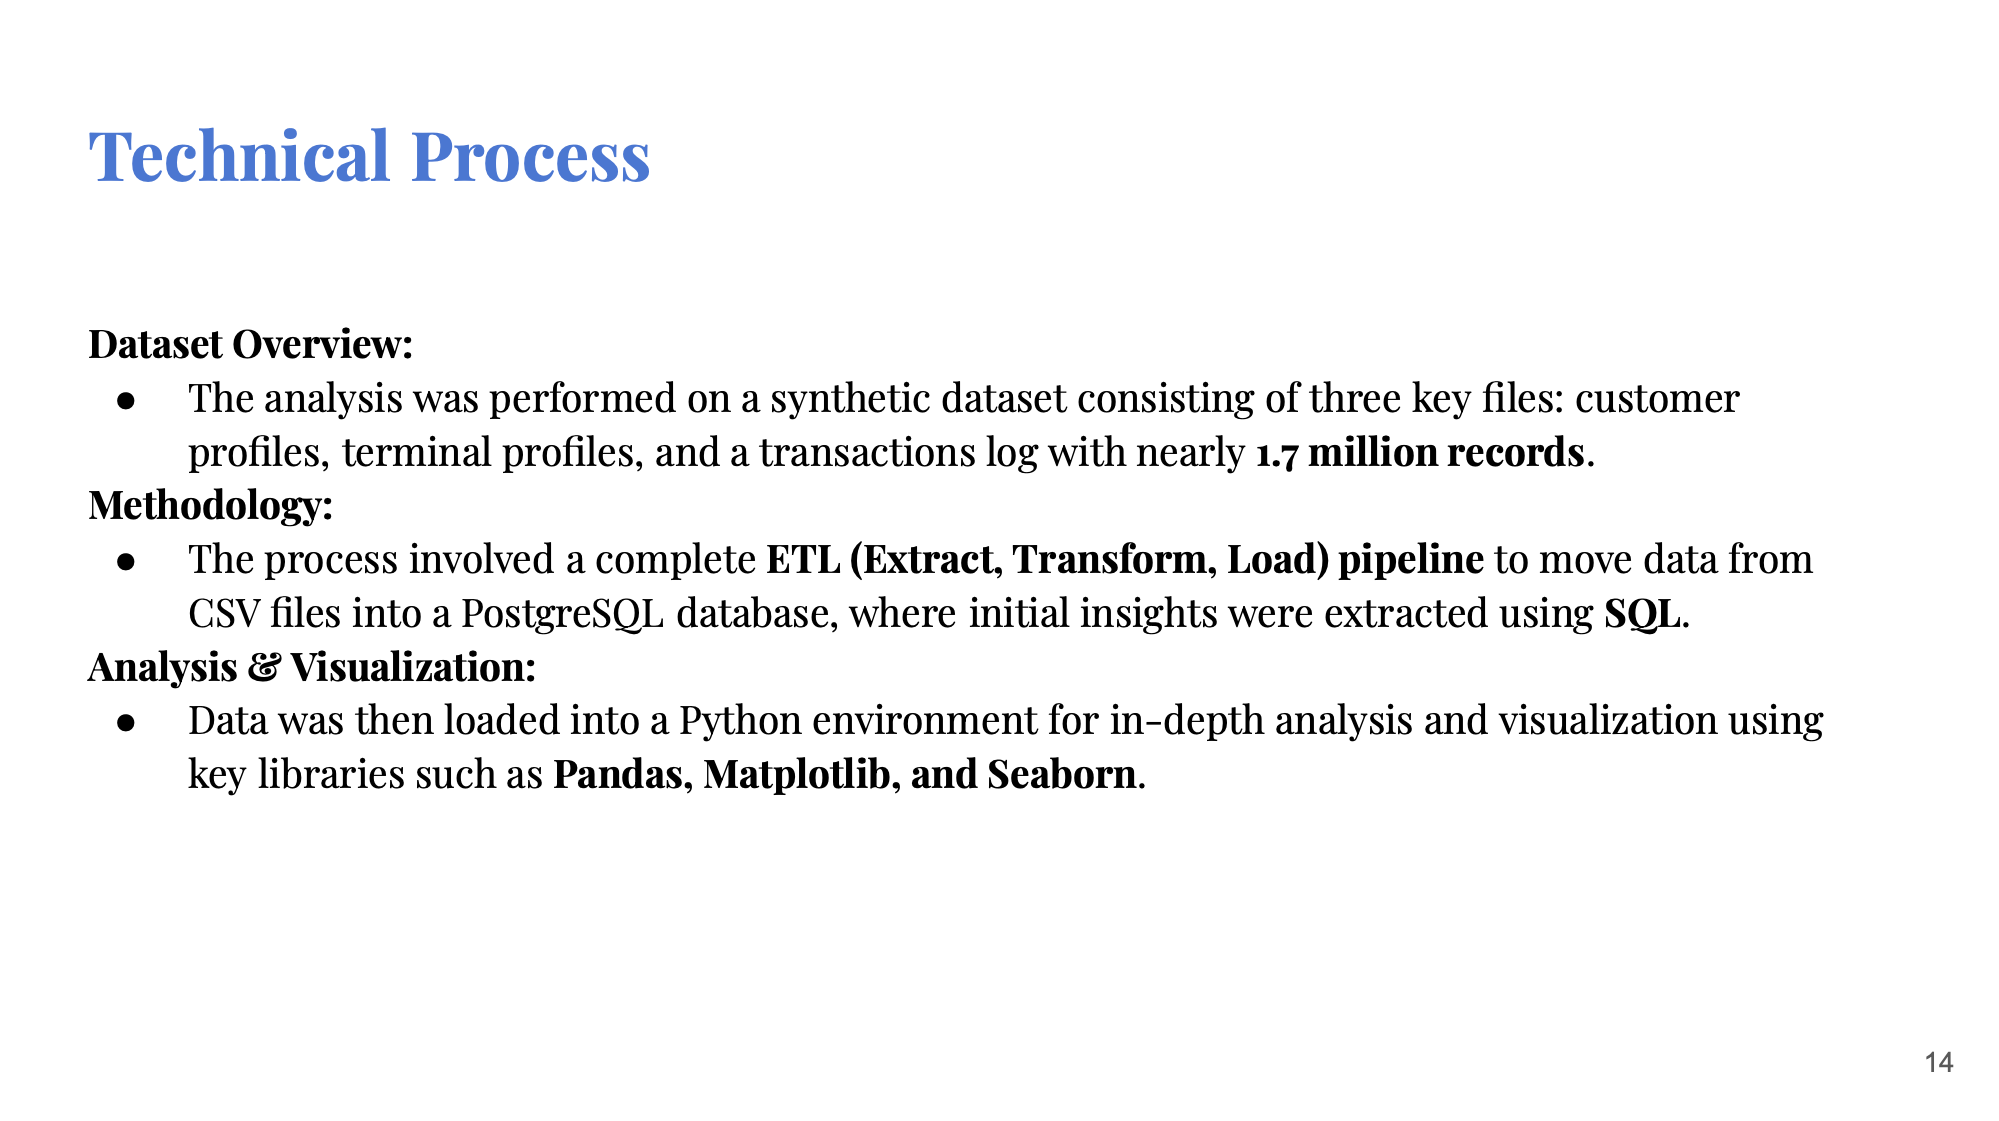 Technical Process
Dataset Overview:
● The analysis was performed on a synthetic dataset consisting of three key files: customer
profiles, terminal profiles, and a transactions log with nearly 1.7 million records.
Methodology:
● The process involved a complete ETL (Extract, Transform, Load) pipeline to move data from
CSV files into a PostgreSQL database, where initial insights were extracted using SQL.
Analysis & Visualization:
● Data was then loaded into a Python environment for in-depth analysis and visualization using
key libraries such as Pandas, Matplotlib, and Seaborn.
14